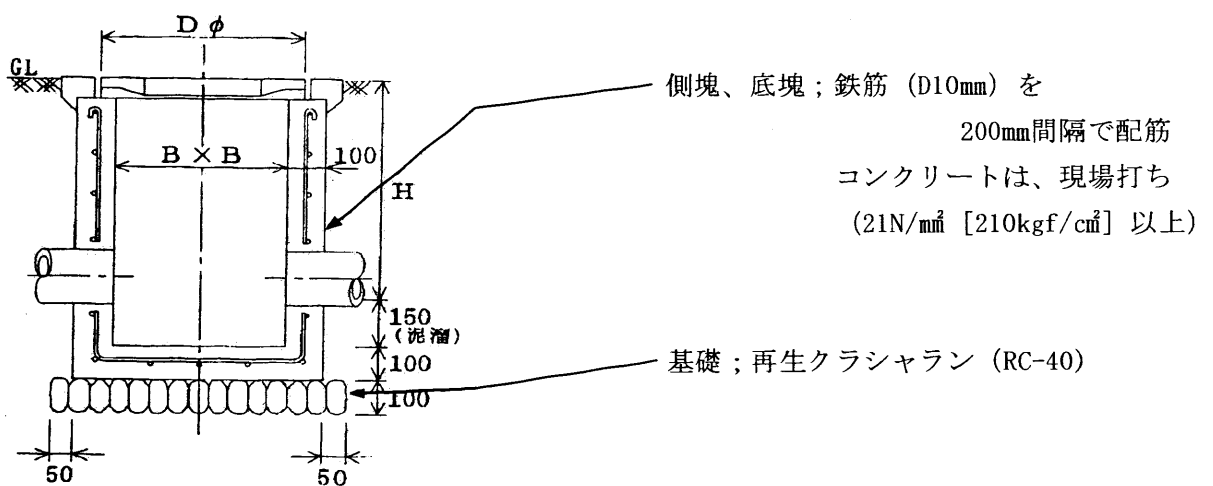 Dφ
GL
側塊、底塊；鉄筋（D10㎜）を
200㎜間隔で配筋
B×B
100
コンクリートは、現場打ち
H
（21N/㎟［210kgf/c㎡］以上）
150
(泥溜)
100
基礎；再生クラシャラン（RC-40）
100
50
50